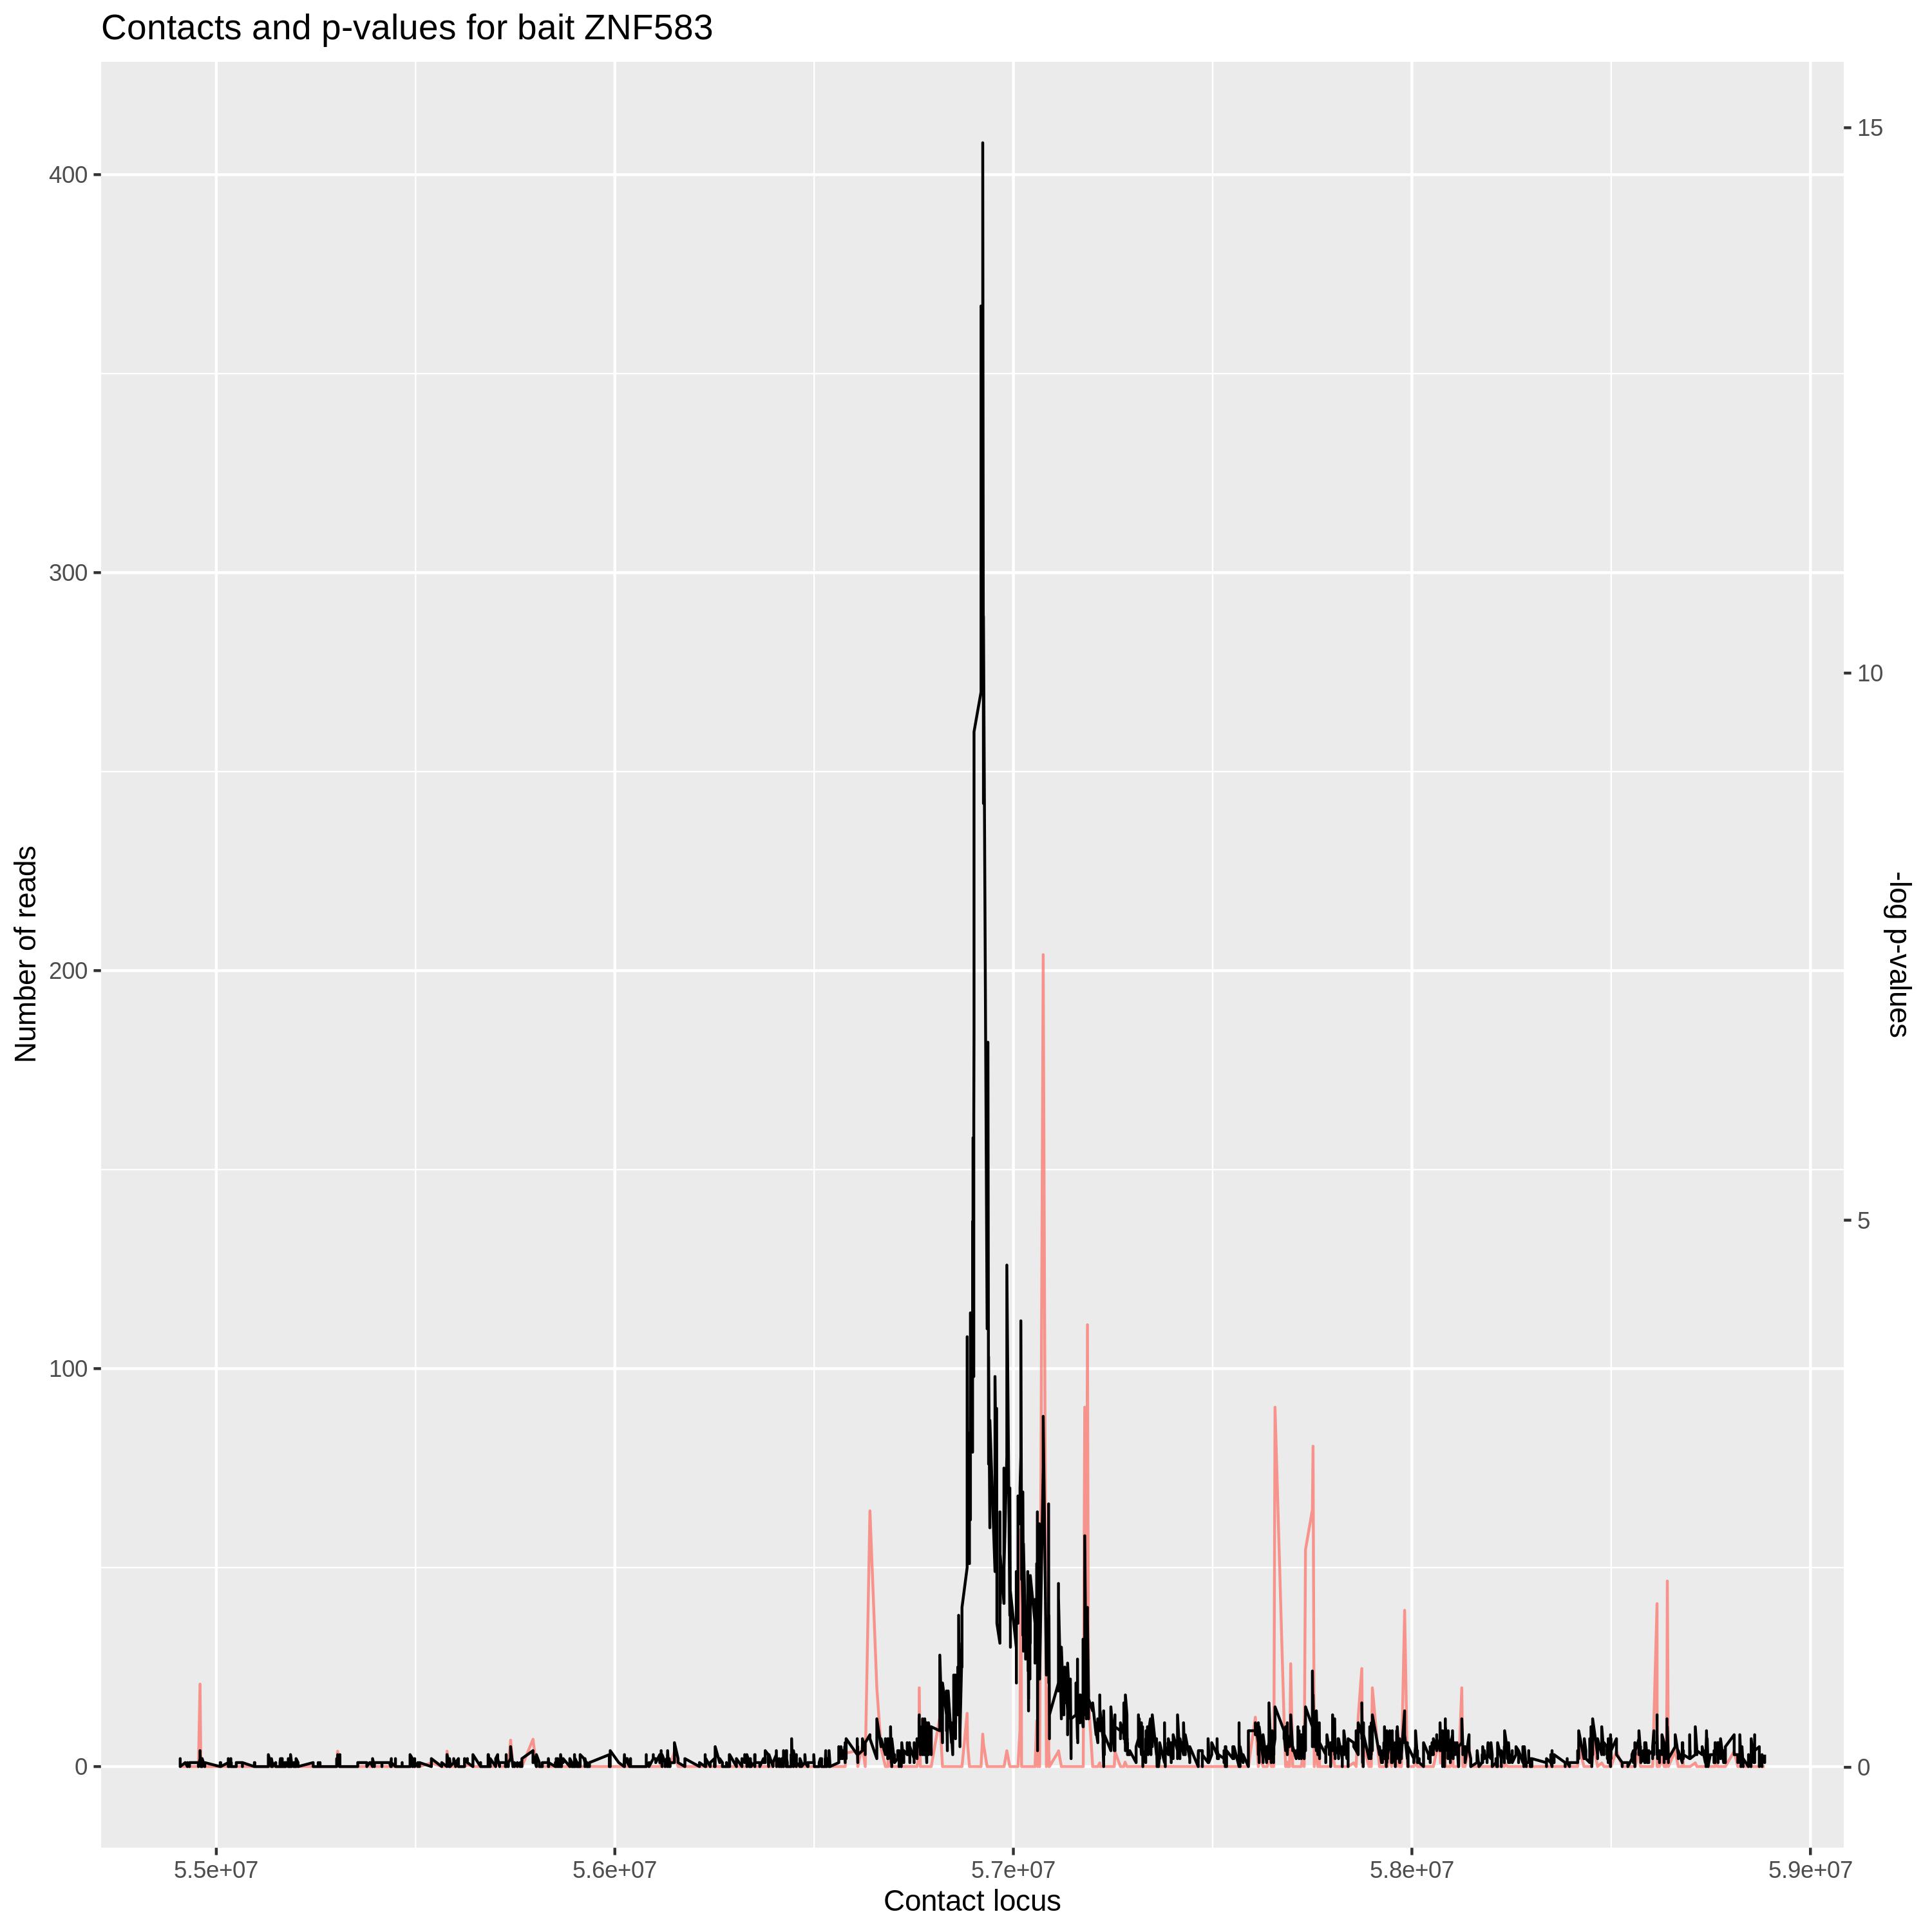 Contacts and p-values for bait ZNF583
400
300
200
100
0
Number of reads
15
10
5
0
-log p-values
5.5e+07
5.6e+07
5.7e+07
5.8e+07
5.9e+07
Contact locus